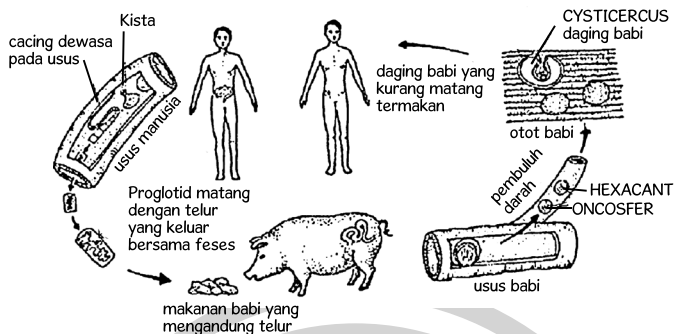 Kista
cacing dewasa
pada usus
usus manusia
Proglotid matang
dengan telur
yang keluar
bersama feses
makanan babi yang
mengandung telur
usus babi
pembuluh
darah
HEXACANT
ONCOSFER
otot babi
CYSTICERCUS
daging babi
daging babi yang
kurang matang
termakan